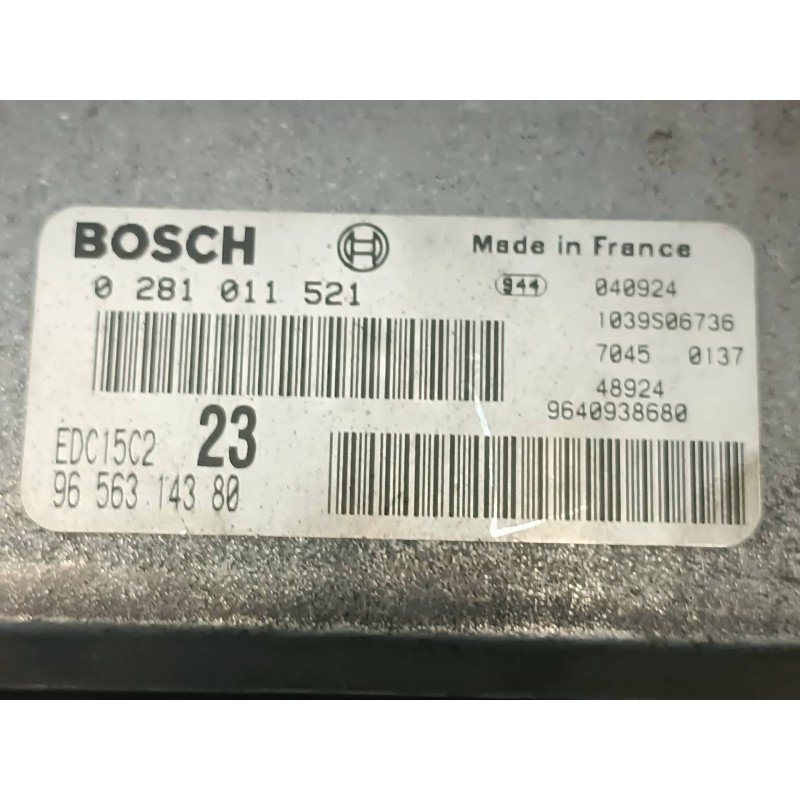 BOSCH
Made in France
0 281 011 521
944 040924
1039S06736
7045 0137
48924
9640938680
EDC15C2 23
96 563 143 80